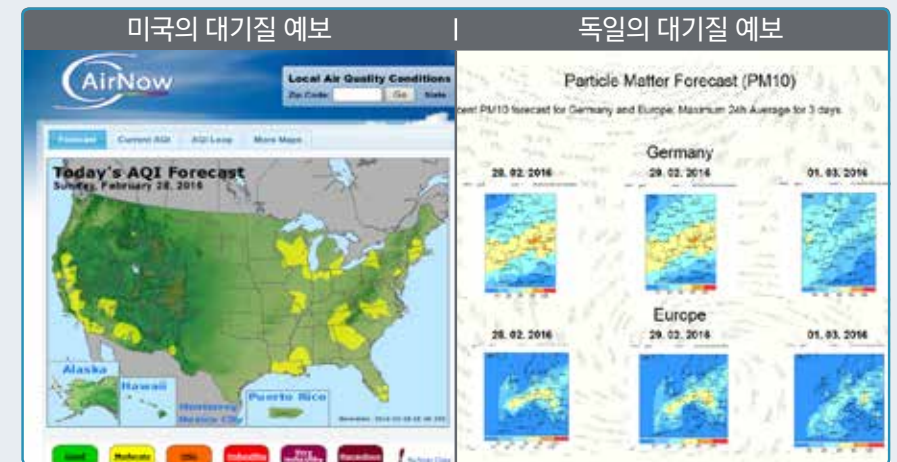 미국의 대기질 예보 | 독일의 대기질 예보
AirNow
Local Air Quality Conditions
Zip Code: Go State
Forecast Current AQI AQI Loop More Maps
Today's AQI Forecast
Sunday, February 28, 2016
Alaska
Hawaii
Puerto Rico
Monterrey
Mexico City
Good Moderate USG Unhealthy Very Unhealthy Hazardous
Particle Matter Forecast (PM10)
cent PM10 forecast for Germany and Europe: Maximum 24h Average for 3 days.
Germany
28. 02. 2016 29. 02. 2016 01. 03. 2016
Europe
28. 02. 2016 29. 02. 2016 01. 03. 2016